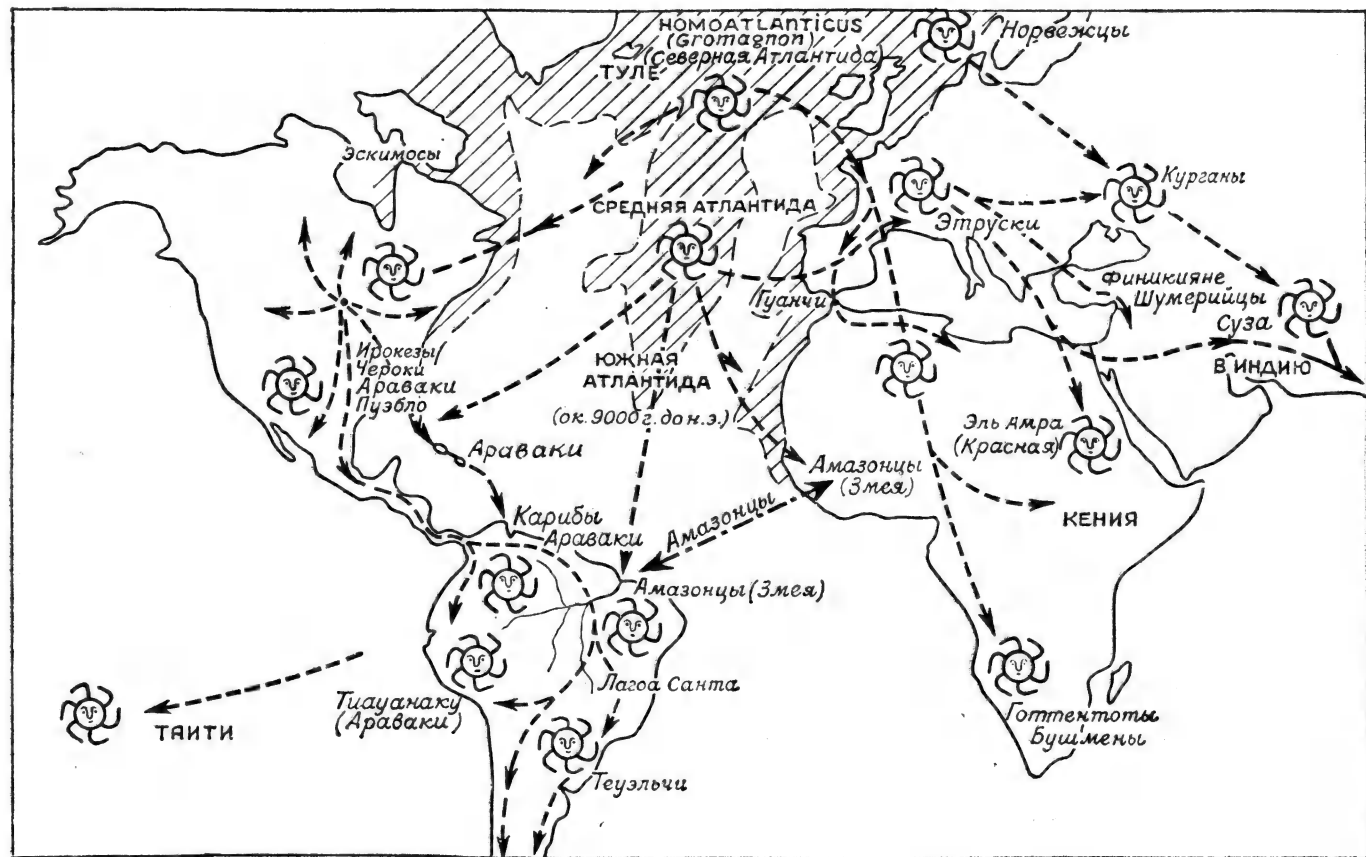 HOMOATLANTICUS
(Gromagnon)
(Северная Атлантида)
ТУЛЕ
Норвежцы
Эскимосы
Курганы
СРЕДНЯЯ АТЛАНТИДА
Этруски
Гуанчи
Финикияне
Шумерийцы
Суза
В ИНДИЮ
Ирокезы
Чероки
Араваки
Пуэбло
ЮЖНАЯ
АТЛАНТИДА
(ок. 9000 г. до н.э.)
Араваки
Эль Амра
(Красная)
Амазонцы
(Змея)
КЕНИЯ
Карибы
Араваки
Амазонцы
Амазонцы (Змея)
Лагоа Санта
Тиауанаку
(Араваки)
ТАИТИ
Готтентоты
Бушмены
Теуэльчи